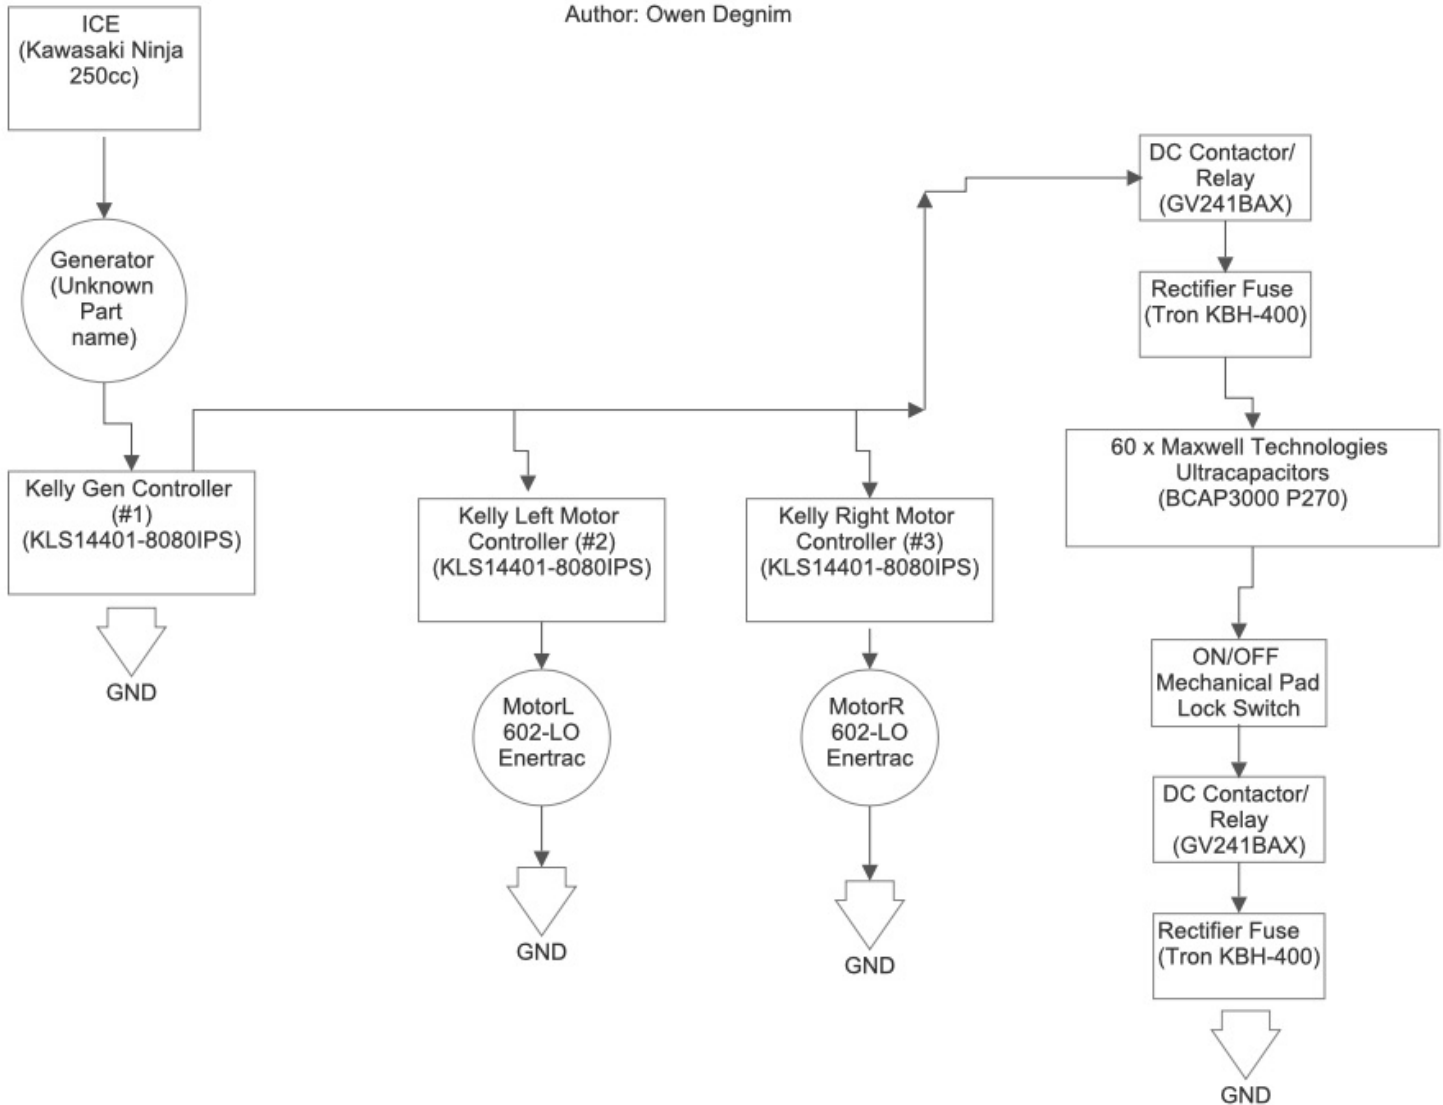 Author: Owen Degnim
ICE
(Kawasaki Ninja
250cc)
Generator
(Unknown
Part
name)
Kelly Gen Controller
(#1)
(KLS14401-8080IPS)
GND
Kelly Left Motor
Controller (#2)
(KLS14401-8080IPS)
MotorL
602-LO
Enertrac
GND
Kelly Right Motor
Controller (#3)
(KLS14401-8080IPS)
MotorR
602-LO
Enertrac
GND
DC Contactor/
Relay
(GV241BAX)
Rectifier Fuse
(Tron KBH-400)
60 x Maxwell Technologies
Ultracapacitors
(BCAP3000 P270)
ON/OFF
Mechanical Pad
Lock Switch
DC Contactor/
Relay
(GV241BAX)
Rectifier Fuse
(Tron KBH-400)
GND